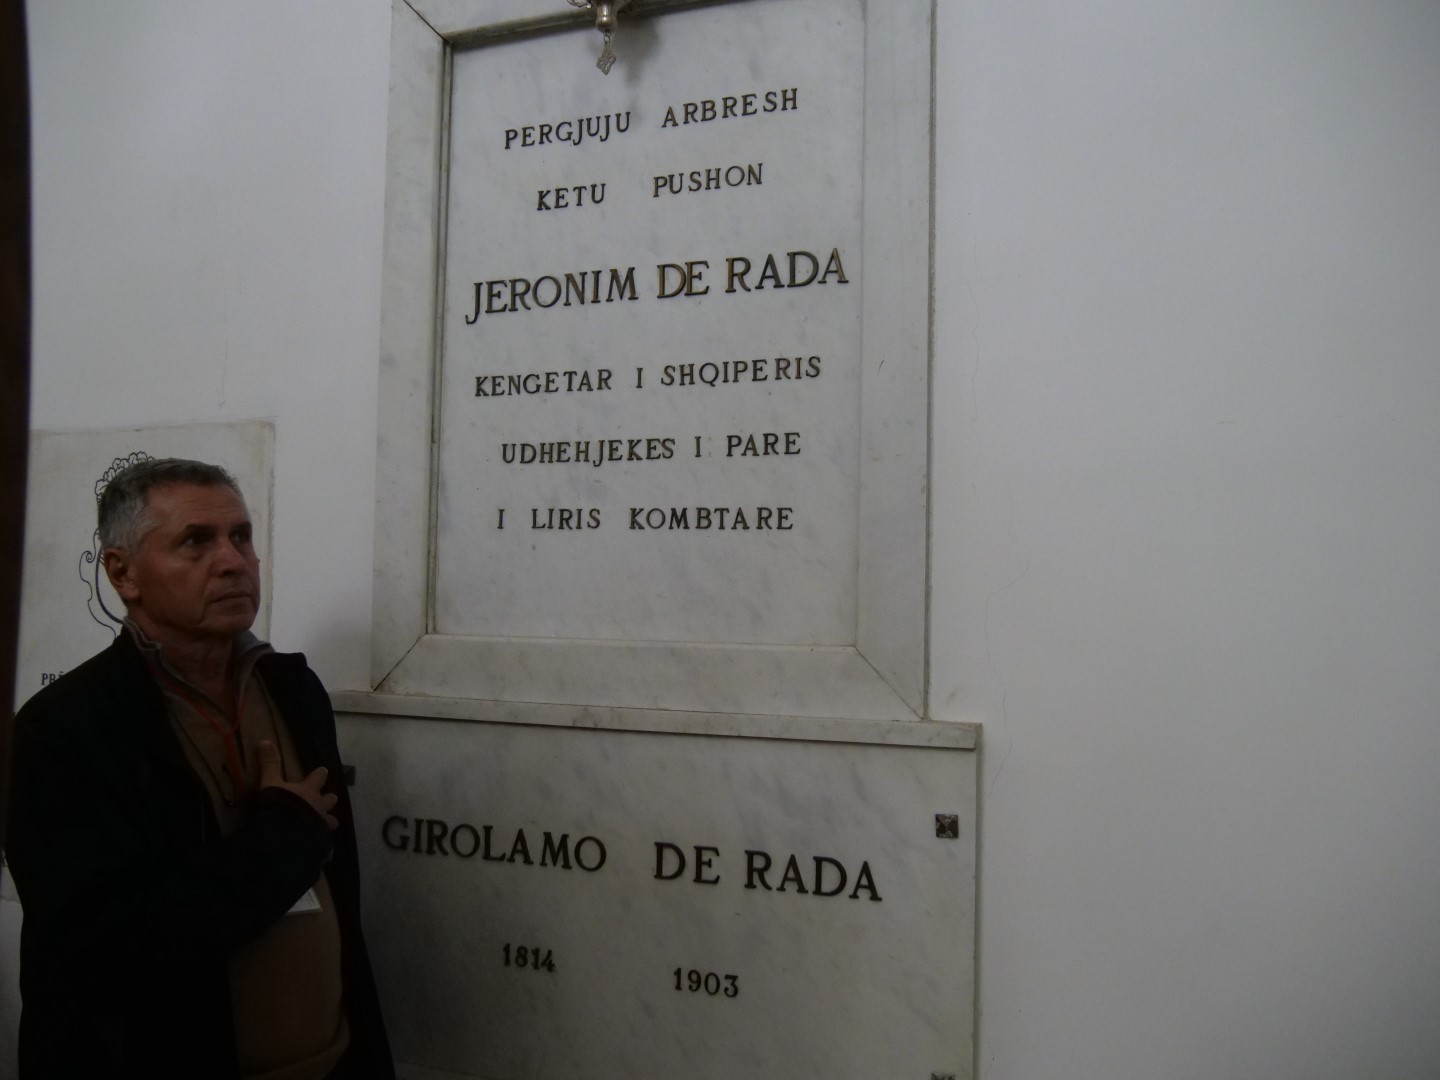 PERGJUJU ARBRESH
KETU PUSHON
JERONIM DE RADA
KENGETAR I SHQIPERIS
UDHEHJEKES I PARE
I LIRIS KOMBTARE
GIROLAMO DE RADA
1814 1903